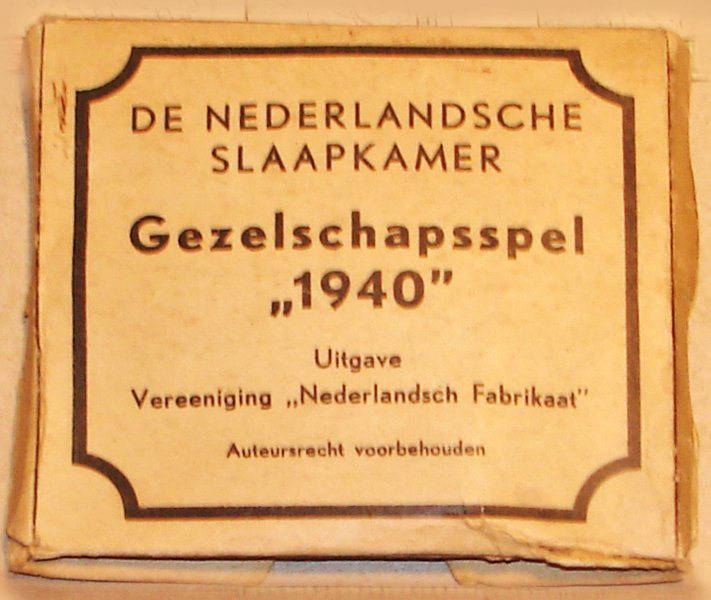 DE NEDERLANDSCHE
SLAAPKAMER
Gezelschapsspel
„1940”
Uitgave
Vereeniging „Nederlandsch Fabrikaat”
Auteursrecht voorbehouden